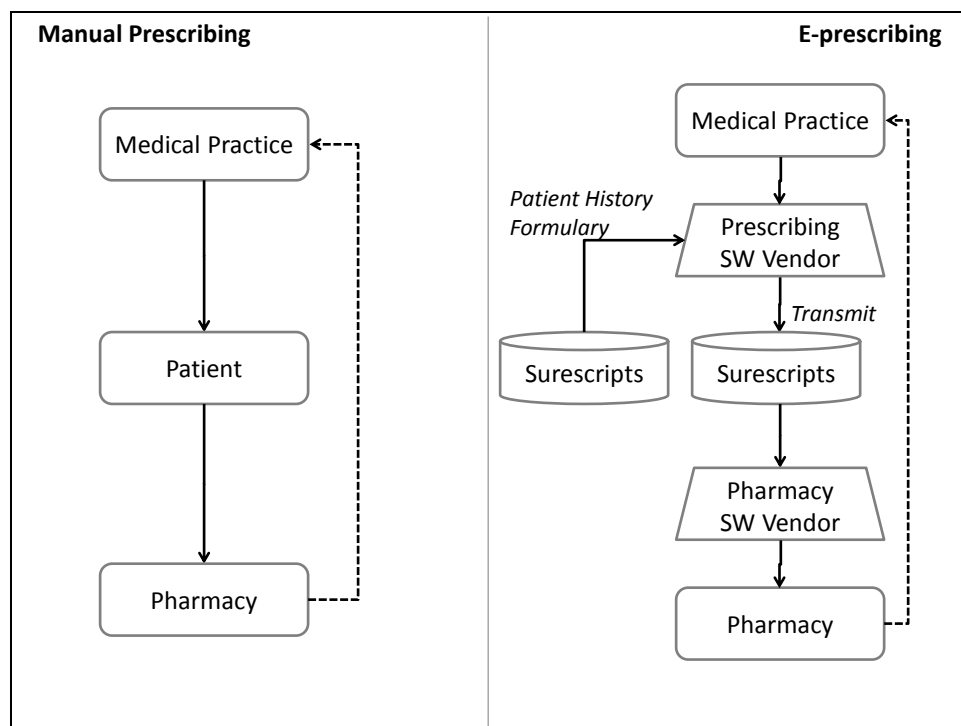 Manual Prescribing
Medical Practice
Patient
Pharmacy
E-prescribing
Medical Practice
Patient History
Formulary
Prescribing
SW Vendor
Transmit
Surescripts
Surescripts
Pharmacy
SW Vendor
Pharmacy